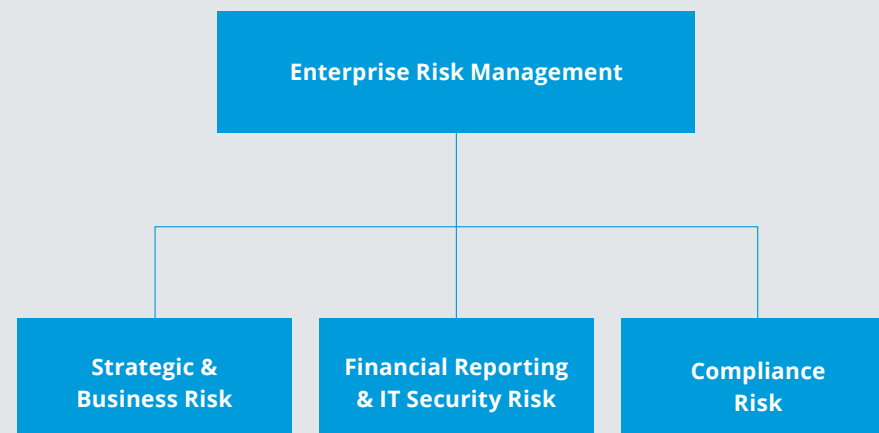 Enterprise Risk Management
Strategic &
Business Risk
Financial Reporting
& IT Security Risk
Compliance
Risk